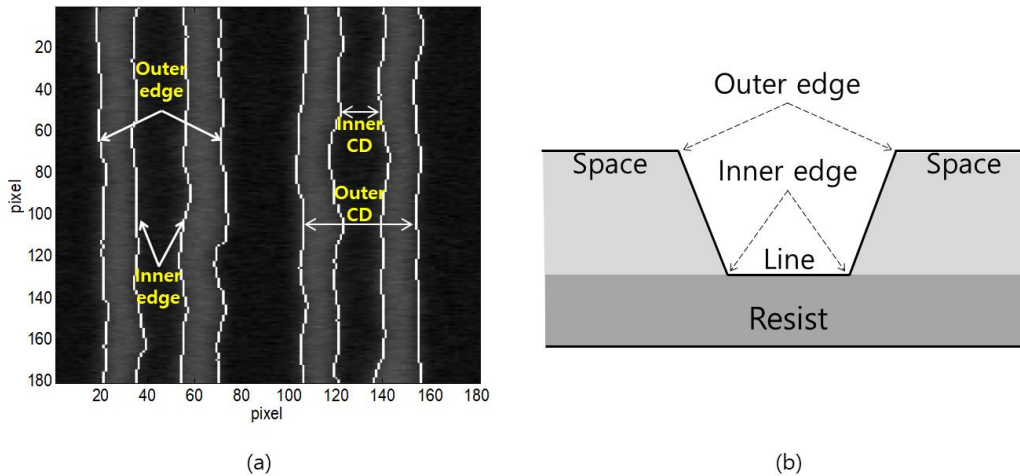 20
40
60
80
100
120
140
160
180
pixel
Outer
edge
Inner
CD
Outer
CD
Inner
edge
20 40 60 80 100 120 140 160 180
pixel
(a)
Outer edge
Space
Space
Inner edge
Line
Resist
(b)